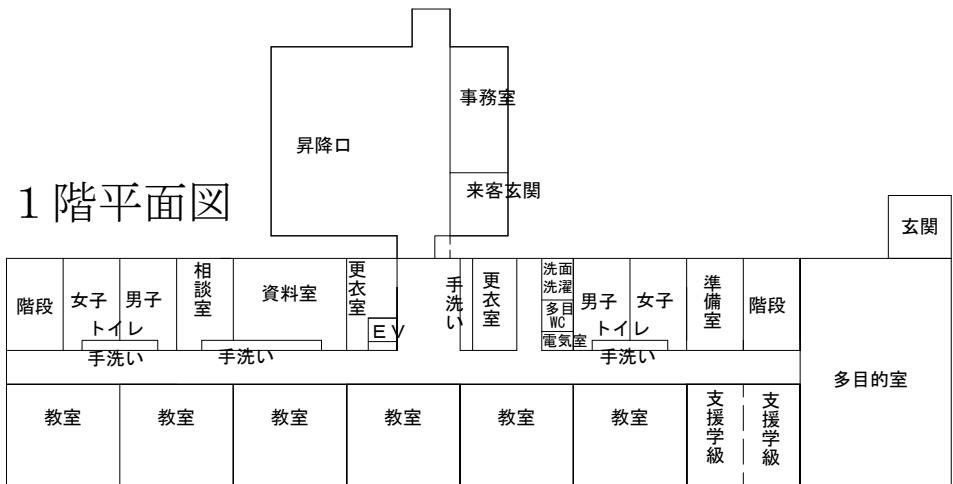 事務室
昇降口
1階平面図
来客玄関
玄関
階段
女子
男子
トイレ
手洗い
相談室
資料室
手洗い
更衣室
EV
手洗い
更衣室
洗面
洗濯
多目
WC
電気室
男子
女子
トイレ
手洗い
準備室
階段
多目的室
教室
教室
教室
教室
教室
教室
支援学級
支援学級